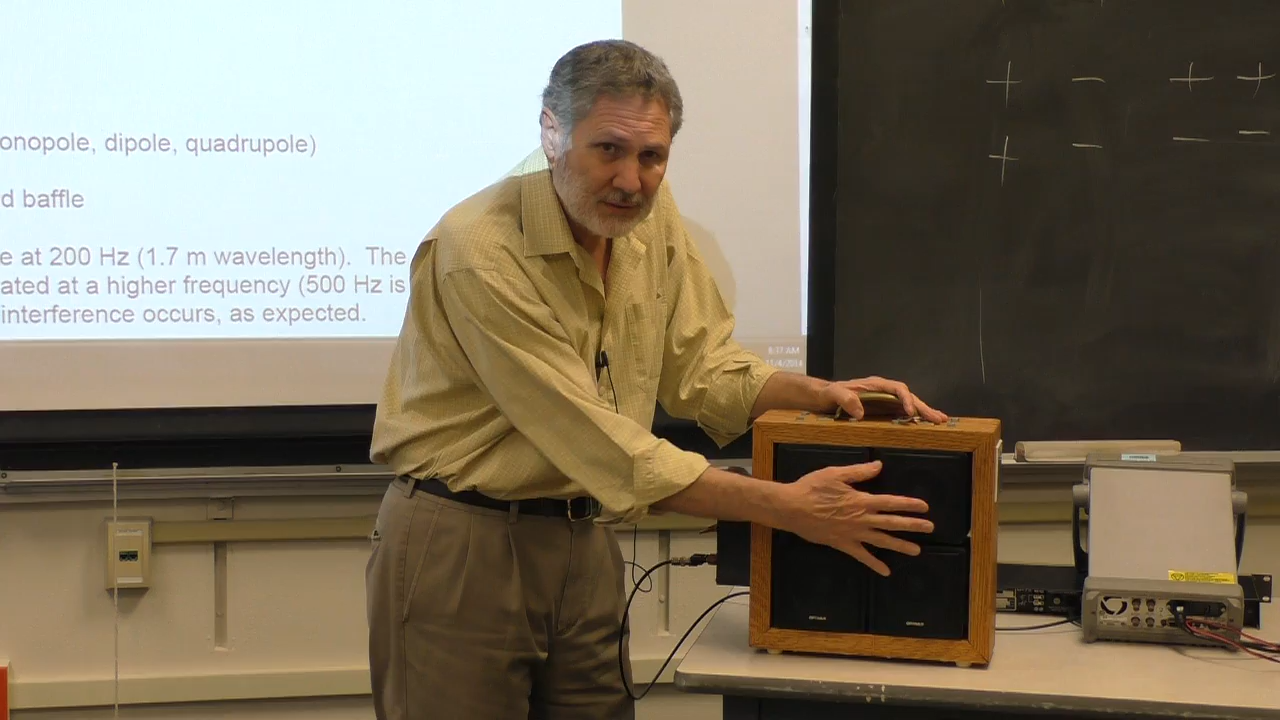 onopole, dipole, quadrupole)
d baffle
e at 200 Hz (1.7 m wavelength). The
ated at a higher frequency (500 Hz is
interference occurs, as expected.
+ − + +
+ − − −